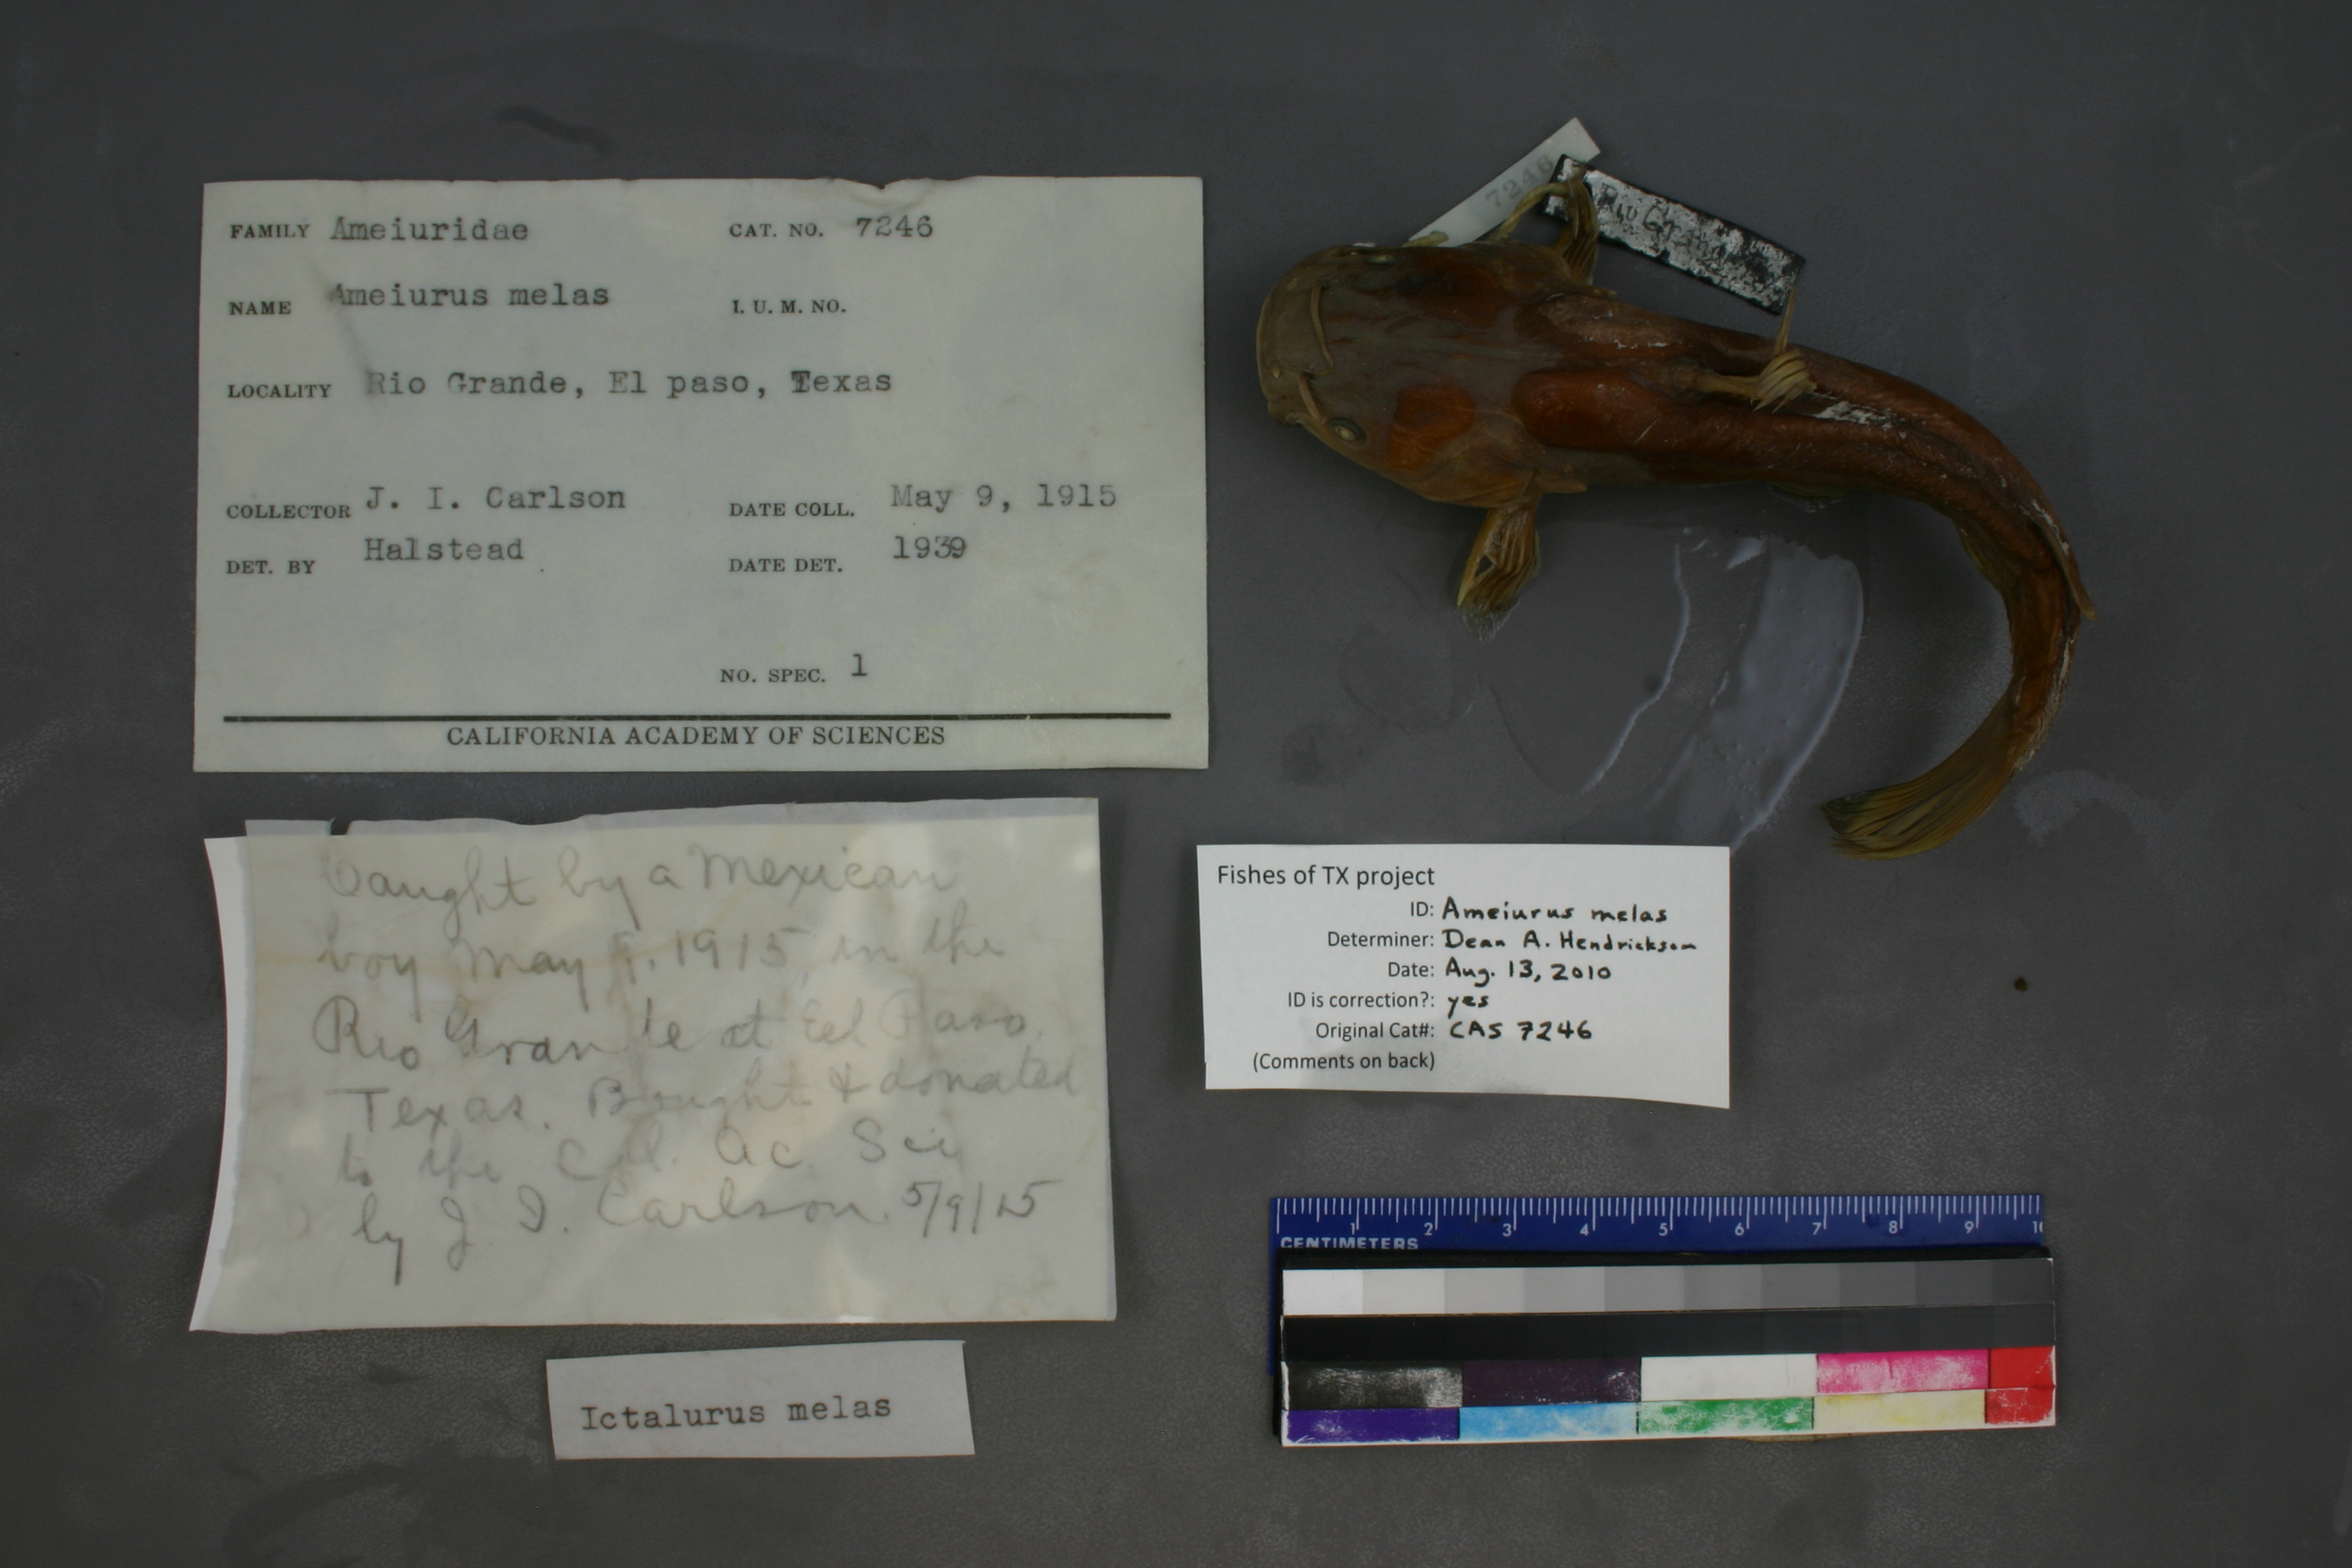 FAMILY Ameiuridae CAT. NO. 7246
NAME Ameiurus melas I. U. M. NO.
LOCALITY Rio Grande, El paso, Texas
COLLECTOR J. I. Carlson DATE COLL. May 9, 1915
DET. BY Halstead DATE DET. 1939
NO. SPEC. 1
CALIFORNIA ACADEMY OF SCIENCES
Caught by a Mexican
boy May 9, 1915 in the
Rio Grande at El Paso,
Texas. Bought & donated
to the Cal. Ac. Sci
by J. I. Carlson 5/9/15
Ictalurus melas
7246
Rio Grande
Fishes of TX project
ID: Ameiurus melas
Determiner: Dean A. Hendrickson
Date: Aug. 13, 2010
ID is correction?: yes
Original Cat#: CAS 7246
(Comments on back)
1 2 3 4 5 6 7 8 9 10
CENTIMETERS